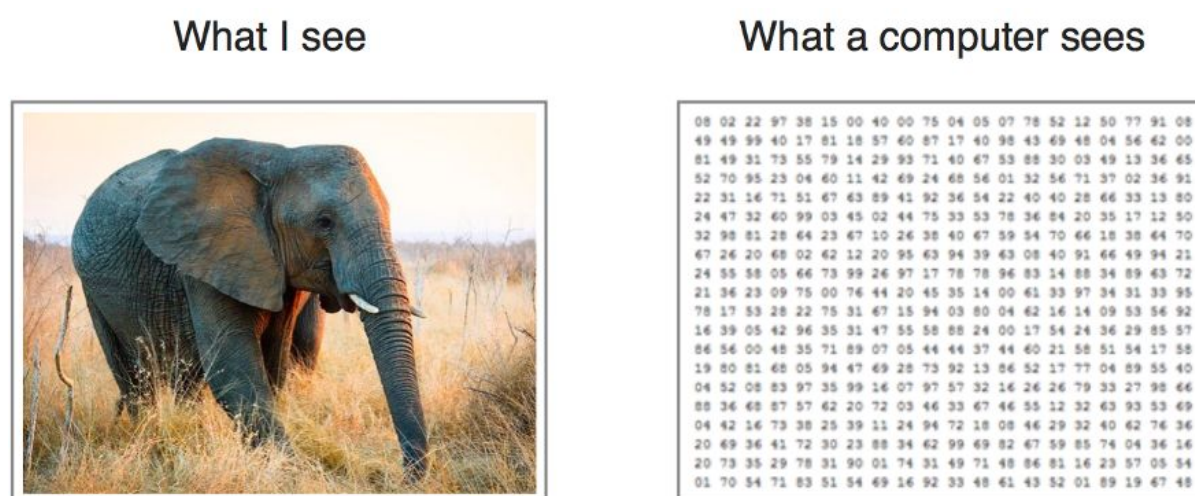 What I see
What a computer sees
08 02 22 97 38 15 00 40 00 75 04 05 07 78 52 12 50 77 91 08
49 49 99 40 17 81 18 57 60 87 17 40 98 43 69 48 04 56 62 00
81 49 31 73 55 79 14 29 93 71 40 67 53 88 30 03 49 13 36 65
52 70 95 23 04 60 11 42 69 24 68 56 01 32 56 71 37 02 36 91
22 31 16 71 51 67 63 89 41 92 36 54 22 40 40 28 66 33 13 80
24 47 32 60 99 03 45 02 44 75 33 53 78 36 84 20 35 17 12 50
32 98 81 28 64 23 67 10 26 38 40 67 59 54 70 66 18 38 64 70
67 26 20 68 02 62 12 20 95 63 94 39 63 08 40 91 66 49 94 21
24 55 58 05 66 73 99 26 97 17 78 78 96 83 14 88 34 89 63 72
21 36 23 09 75 00 76 44 20 45 35 14 00 61 33 97 34 31 33 95
78 17 53 28 22 75 31 67 15 94 03 80 04 62 16 14 09 53 56 92
16 39 05 42 96 35 31 47 55 58 88 24 00 17 54 24 36 29 85 57
86 56 00 48 35 71 89 07 05 44 44 37 44 60 21 58 51 54 17 58
19 80 81 68 05 94 47 69 28 73 92 13 86 52 17 77 04 89 55 40
04 52 08 83 97 35 99 16 07 97 57 32 16 26 26 79 33 27 98 66
88 36 68 87 57 62 20 72 03 46 33 67 46 55 12 32 63 93 53 69
04 42 16 73 38 25 39 11 24 94 72 18 08 46 29 32 40 62 76 36
20 69 36 41 72 30 23 88 34 62 99 69 82 67 59 85 74 04 36 16
20 73 35 29 78 31 90 01 74 31 49 71 48 86 81 16 23 57 05 54
01 70 54 71 83 51 54 69 16 92 33 48 61 43 52 01 89 19 67 48